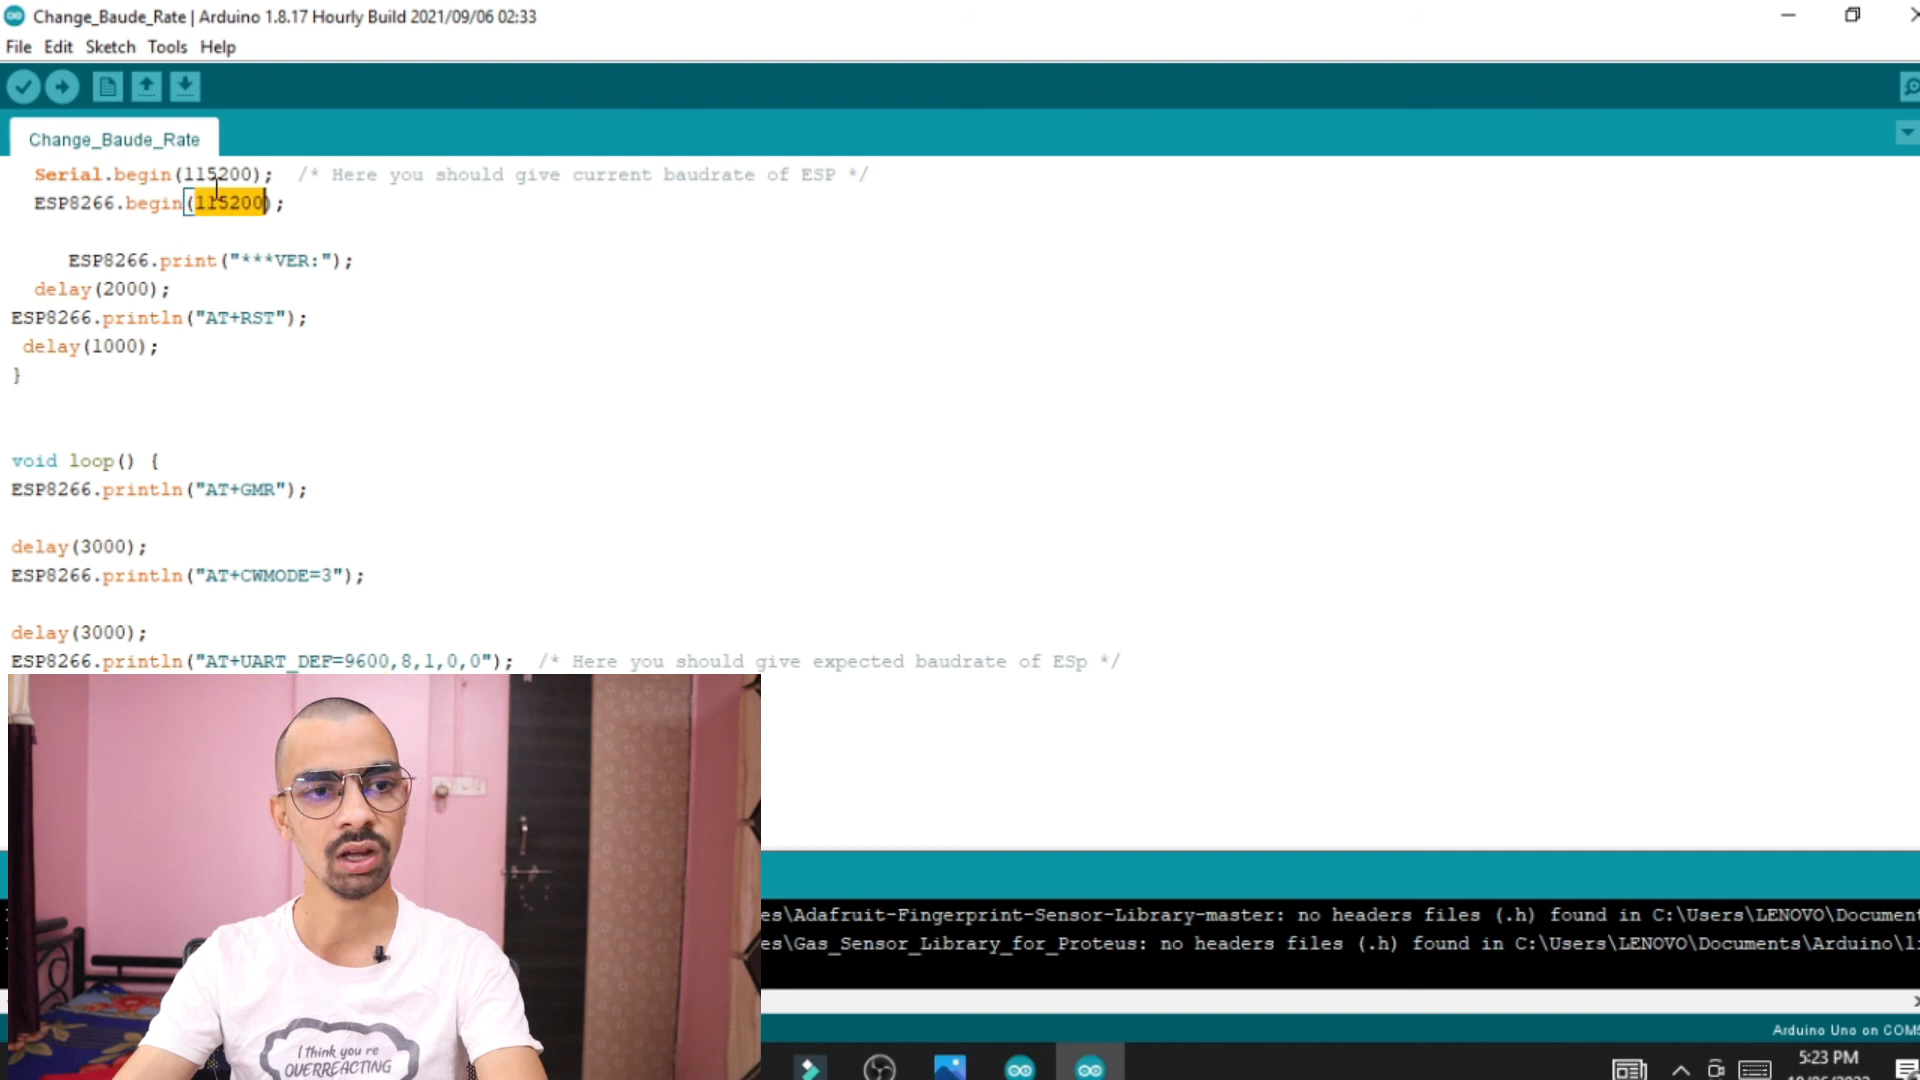 Change_Baude_Rate | Arduino 1.8.17 Hourly Build 2021/09/06 02:33
File Edit Sketch Tools Help
Change_Baude_Rate
Serial.begin(115200); /* Here you should give current baudrate of ESP */
ESP8266.begin(115200);
ESP8266.print("***VER:");
delay(2000);
ESP8266.println("AT+RST");
delay(1000);
}
void loop() {
ESP8266.println("AT+GMR");
delay(3000);
ESP8266.println("AT+CWMODE=3");
delay(3000);
ESP8266.println("AT+UART_DEF=9600,8,1,0,0"); /* Here you should give expected baudrate of ESp */
es\Adafruit-Fingerprint-Sensor-Library-master: no headers files (.h) found in C:\Users\LENOVO\Document
es\Gas_Sensor_Library_for_Proteus: no headers files (.h) found in C:\Users\LENOVO\Documents\Arduino\li
Arduino Uno on COM
5:23 PM
I think you re
OVERREACTING